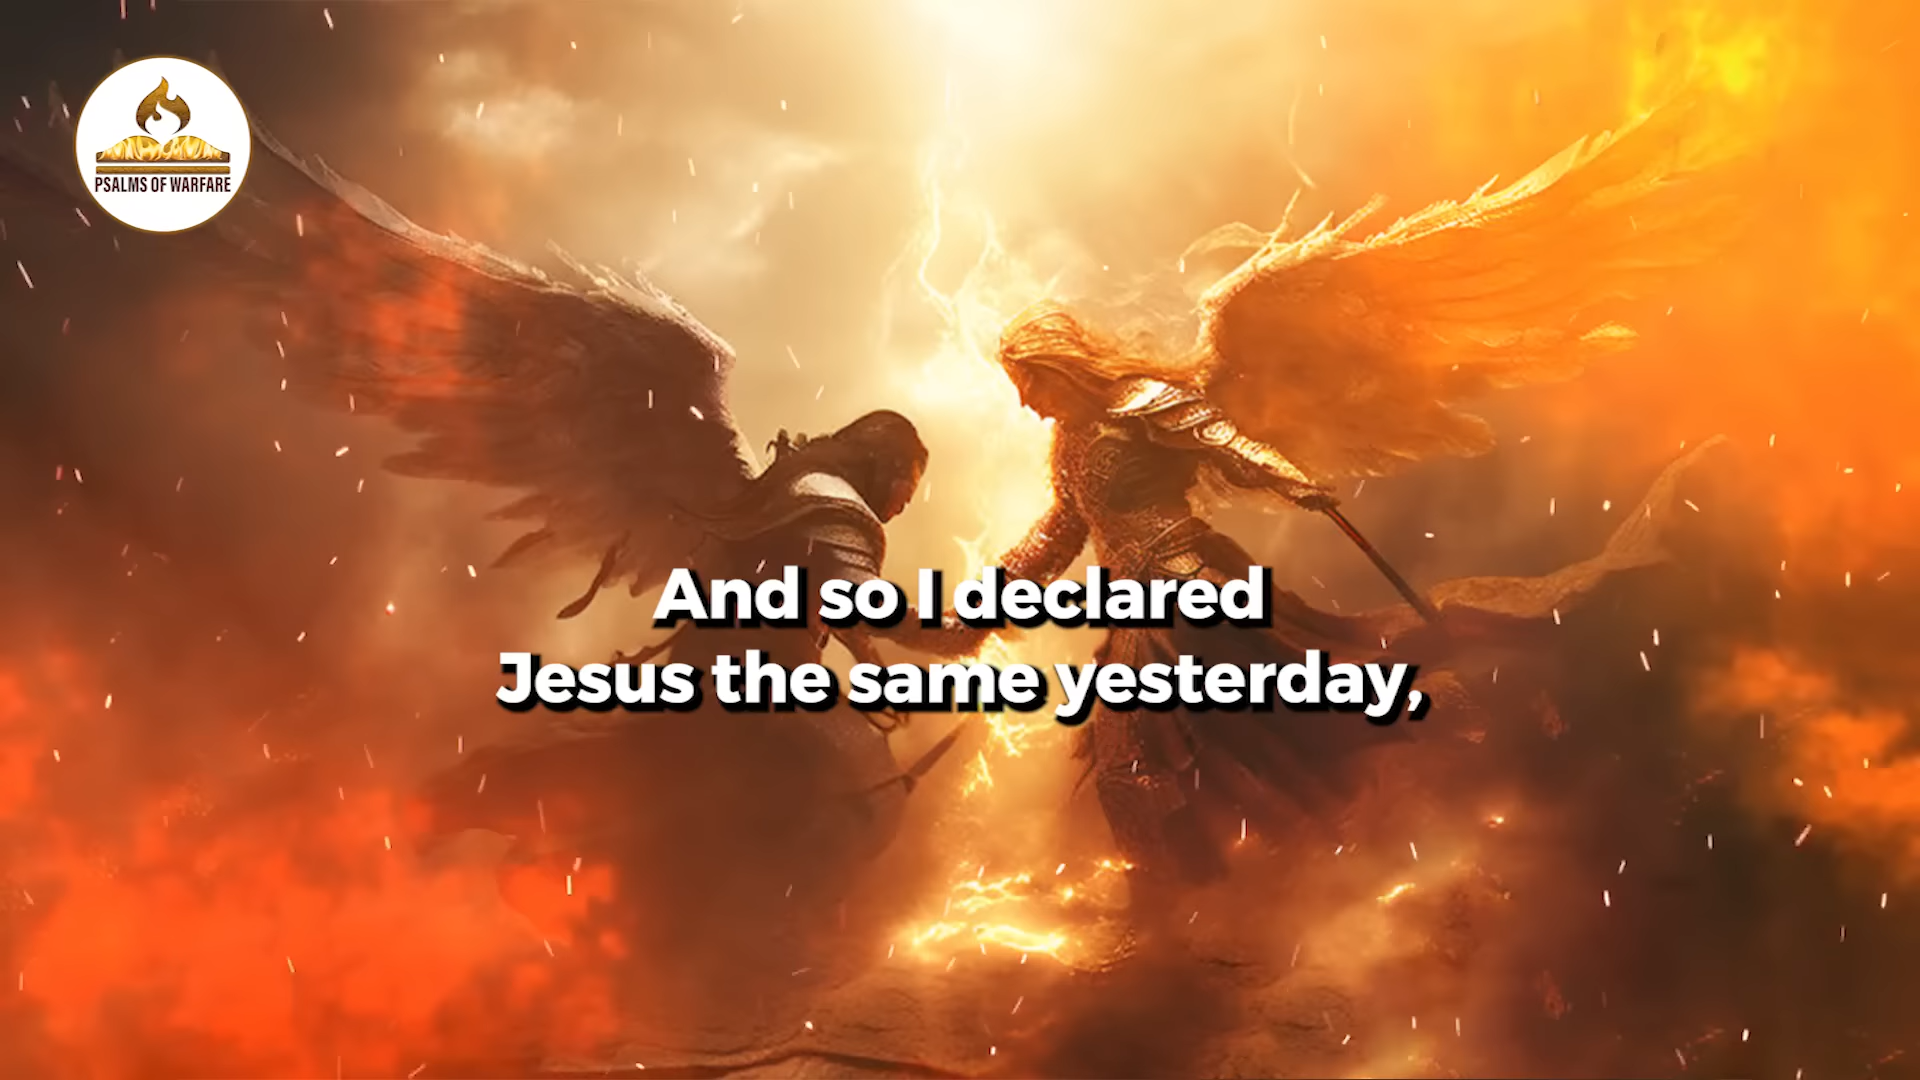 PSALMS OF WARFARE
And so I declared
Jesus the same yesterday,